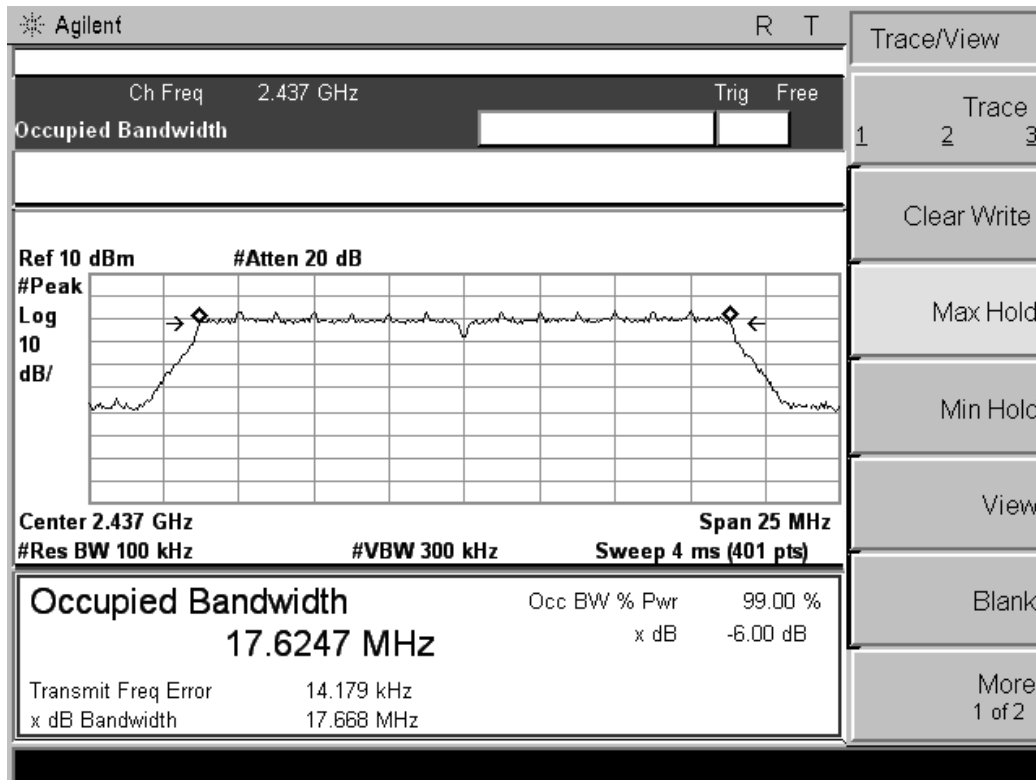 Agilent R T
Trace/View
Ch Freq 2.437 GHz Trig Free
Occupied Bandwidth
Trace
1 2 3
Clear Write
Ref 10 dBm #Atten 20 dB
#Peak
Log
10
dB/
Max Hold
Min Hold
View
Center 2.437 GHz Span 25 MHz
#Res BW 100 kHz #VBW 300 kHz Sweep 4 ms (401 pts)
Occupied Bandwidth Occ BW % Pwr 99.00 %
17.6247 MHz x dB -6.00 dB
Blank
Transmit Freq Error 14.179 kHz
x dB Bandwidth 17.668 MHz
More
1 of 2